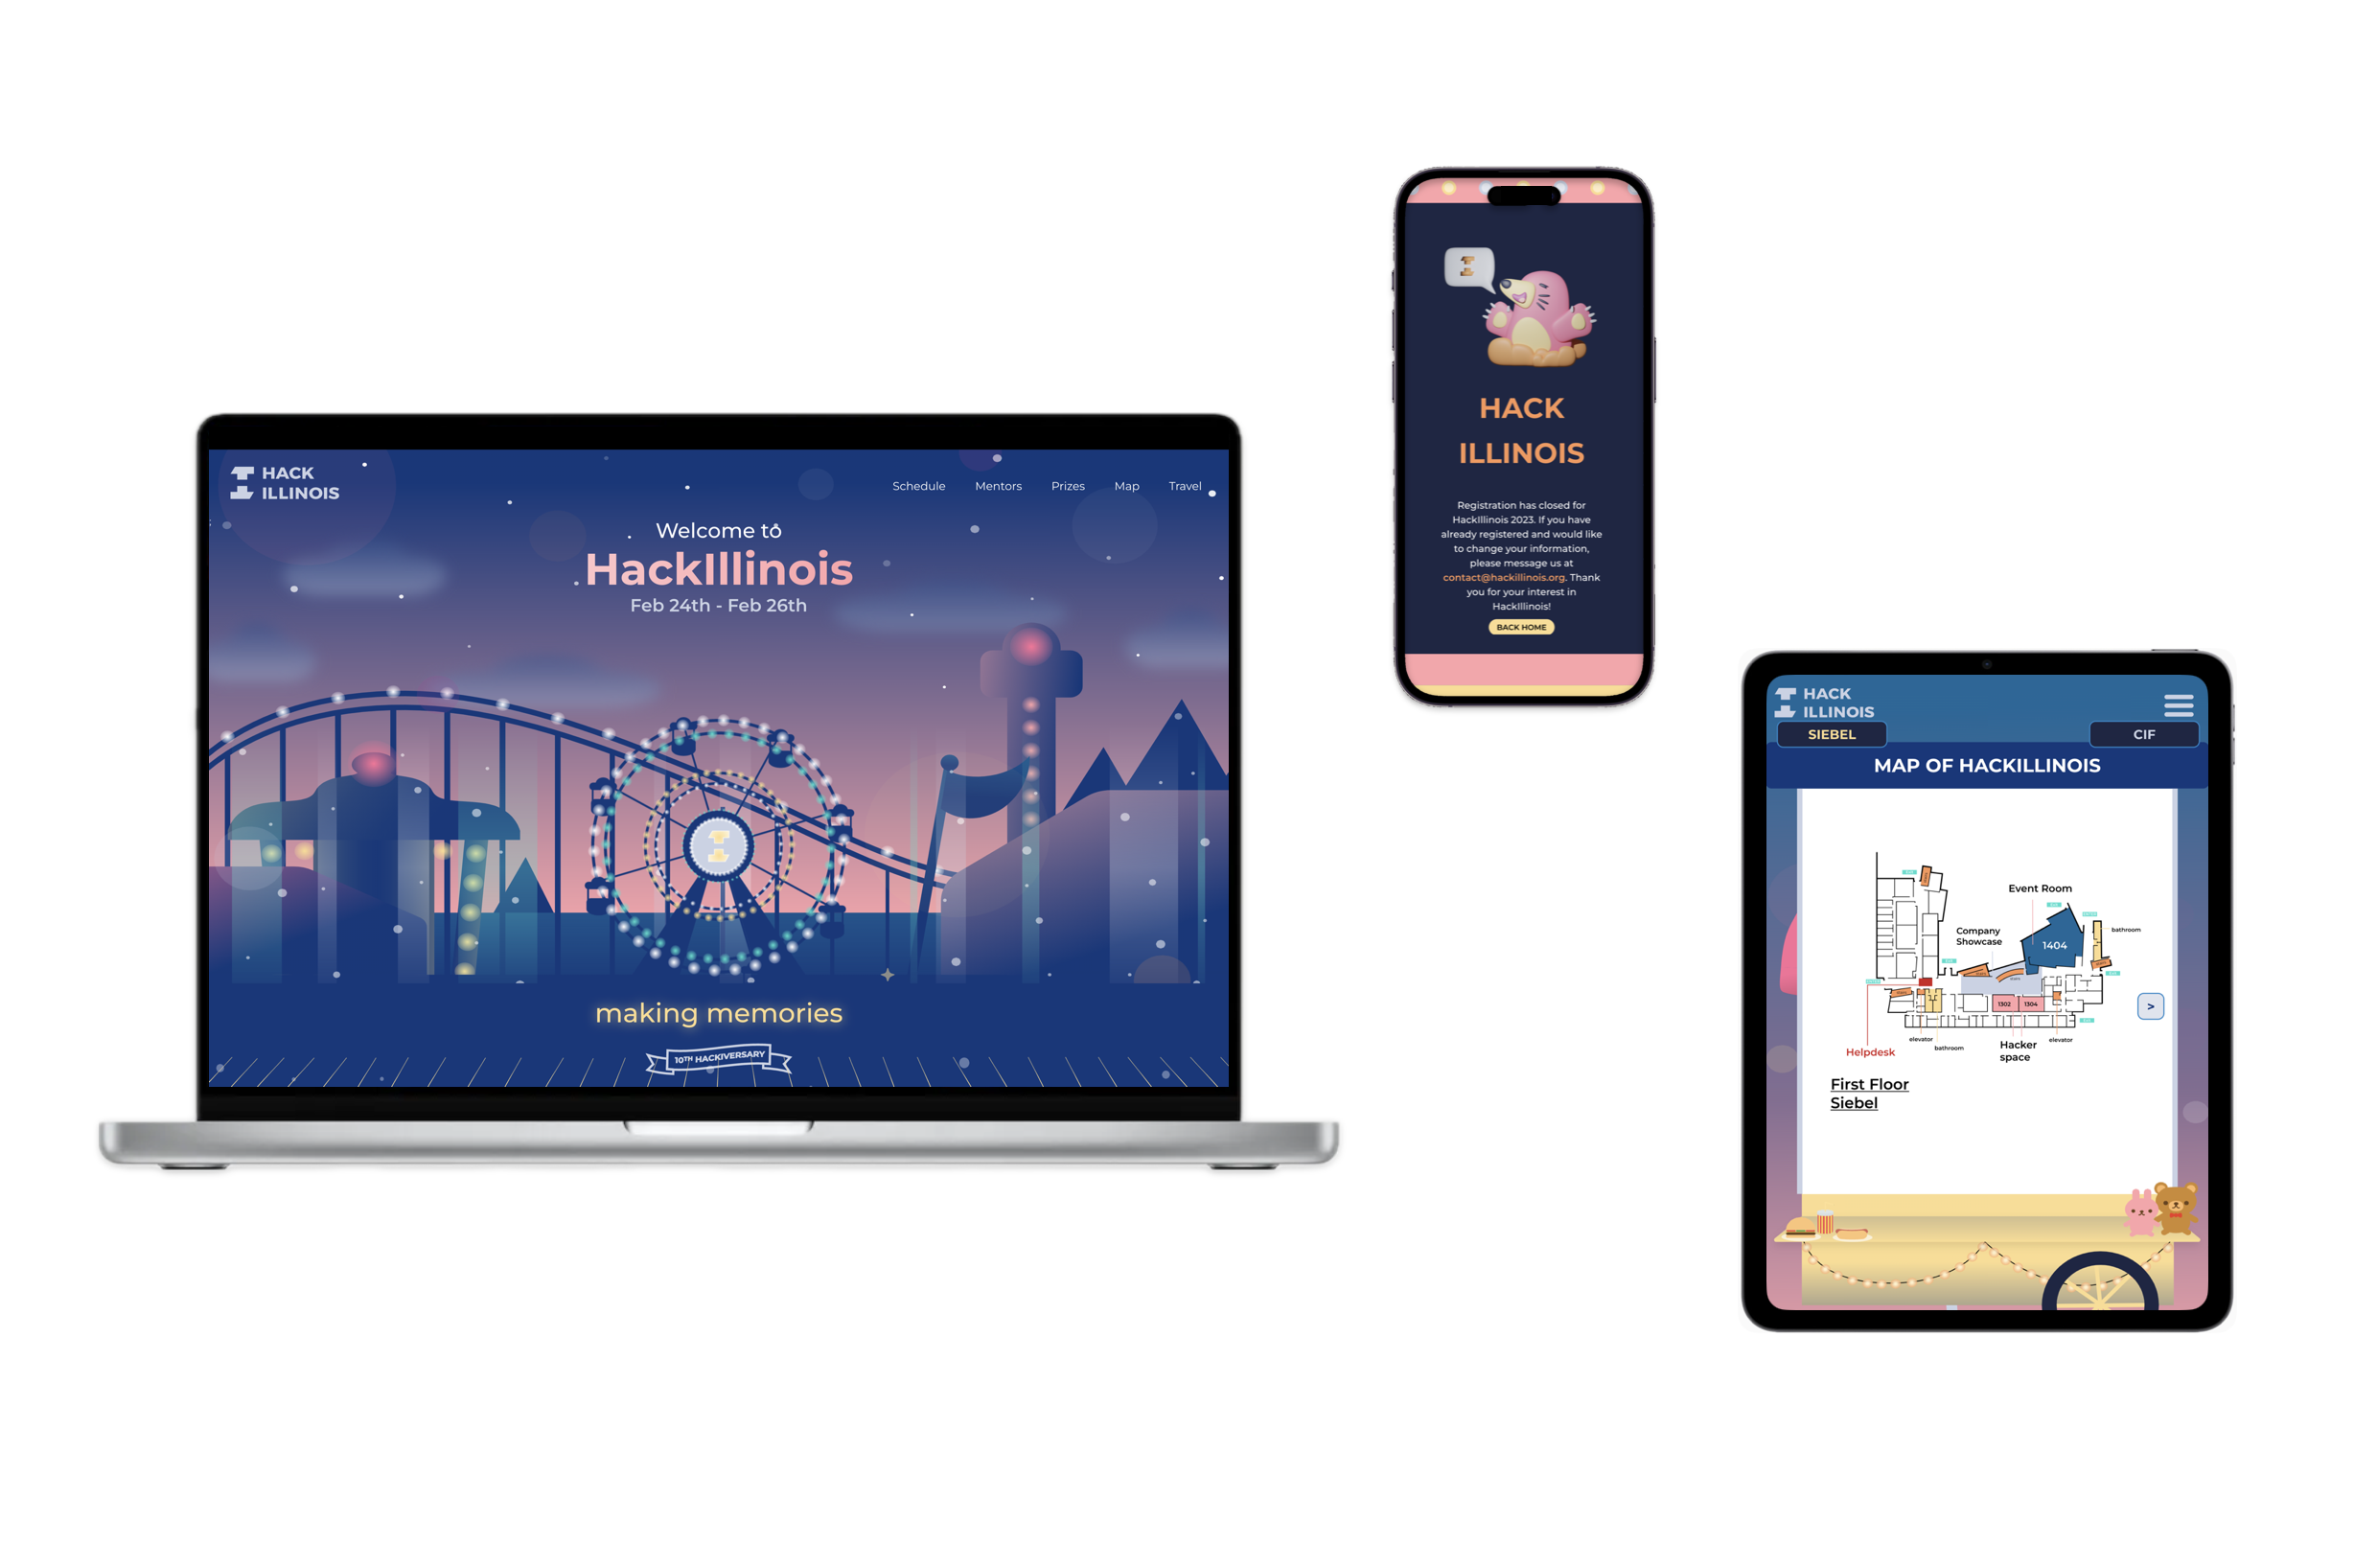 HACK
ILLINOIS
Schedule Mentors Prizes Map Travel
Welcome to
HackIllinois
Feb 24th - Feb 26th
making memories
10TH HACKIVERSARY
HACK
ILLINOIS
Registration has closed for
HackIllinois 2023. If you have
already registered and would like
to change your information,
please message us at
contact@hackillinois.org. Thank
you for your interest in
HackIllinois!
BACK HOME
HACK
ILLINOIS
SIEBEL CIF
MAP OF HACKILLINOIS
Event Room
Company
Showcase
1404
bathroom
1302 1304
>
elevator
bathroom
Hacker
space
elevator
Helpdesk
First Floor
Siebel